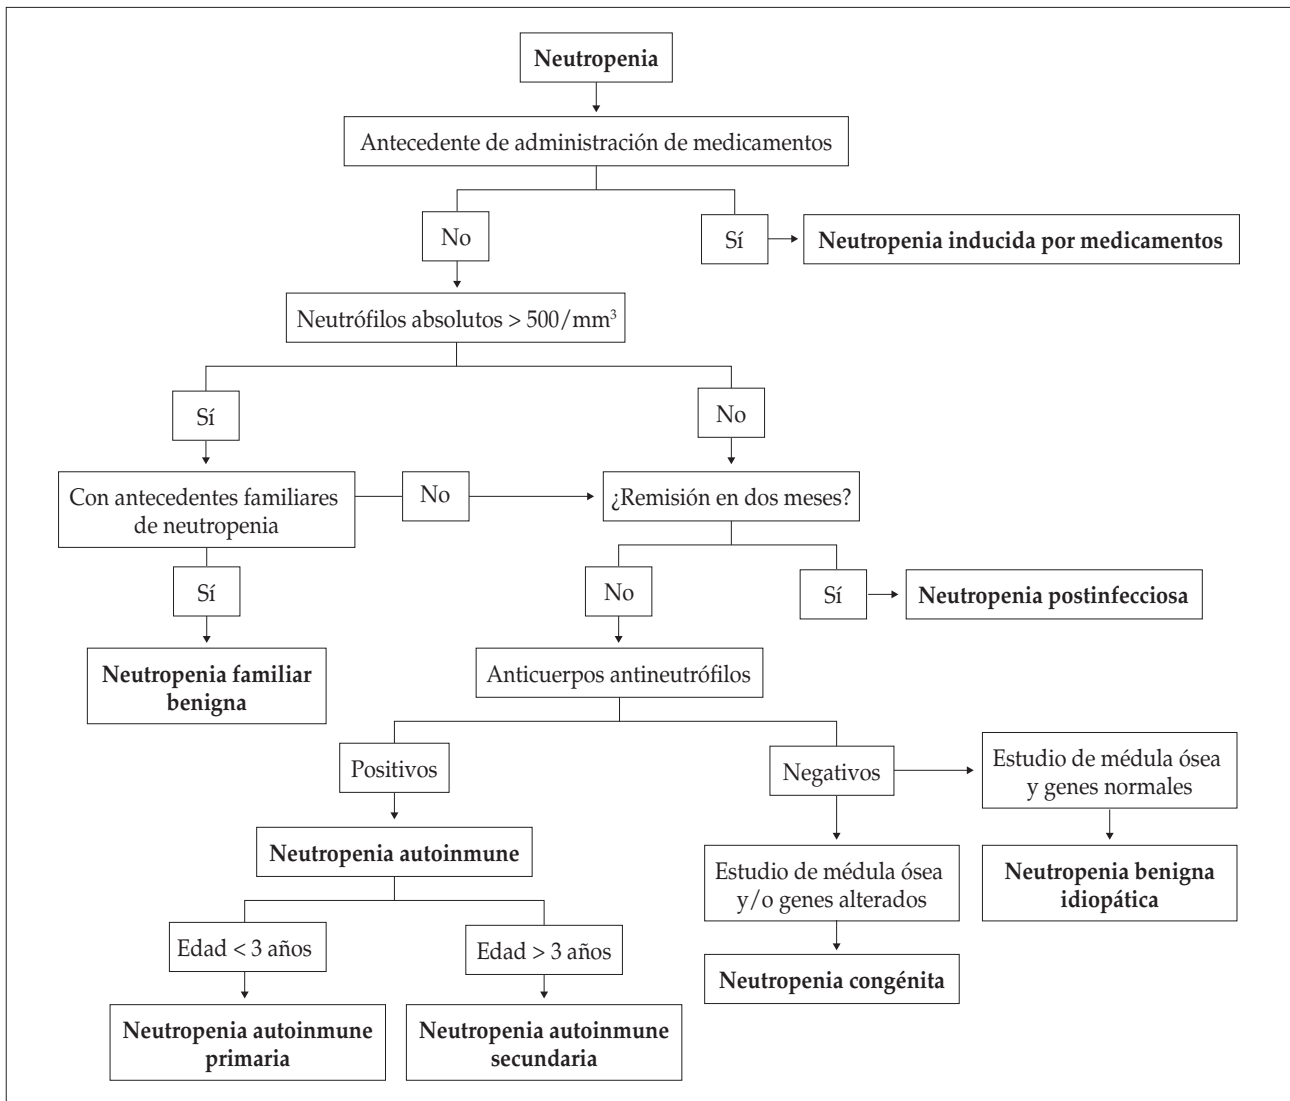 Neutropenia
Antecedente de administración de medicamentos
No
Sí
Neutropenia inducida por medicamentos
Neutrófilos absolutos > 500/mm³
Sí
No
Con antecedentes familiares
de neutropenia
No
¿Remisión en dos meses?
Sí
No
Sí
Neutropenia postinfecciosa
Neutropenia familiar
benigna
Anticuerpos antineutrófilos
Positivos
Negativos
Estudio de médula ósea
y genes normales
Neutropenia autoinmune
Estudio de médula ósea
y/o genes alterados
Neutropenia benigna
idiopática
Edad < 3 años
Edad > 3 años
Neutropenia congénita
Neutropenia autoinmune
primaria
Neutropenia autoinmune
secundaria